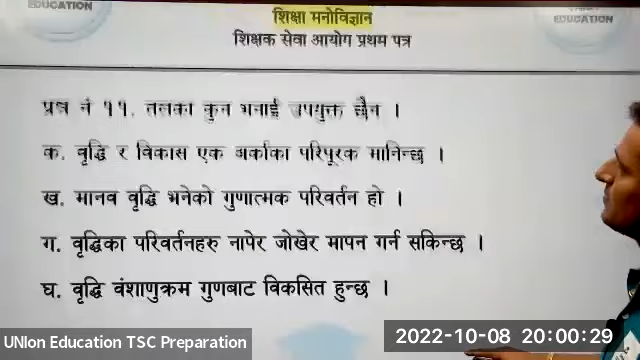 EDUCATION
EDUCATION
शिक्षा मनोविज्ञान
शिक्षक सेवा आयोग प्रथम पत्र
प्रश्न नं ११. तलका कुन भनाई उपयुक्त छैन ।
क. वृद्धि र विकास एक अर्काका परिपूरक मानिन्छ ।
ख. मानव वृद्धि भनेको गुणात्मक परिवर्तन हो ।
ग. वृद्धिका परिवर्तनहरु नापेर जोखेर मापन गर्न सकिन्छ ।
घ. वृद्धि वंशाणुक्रम गुणबाट विकसित हुन्छ ।
UNIon Education TSC Preparation
2022-10-08 20:00:29